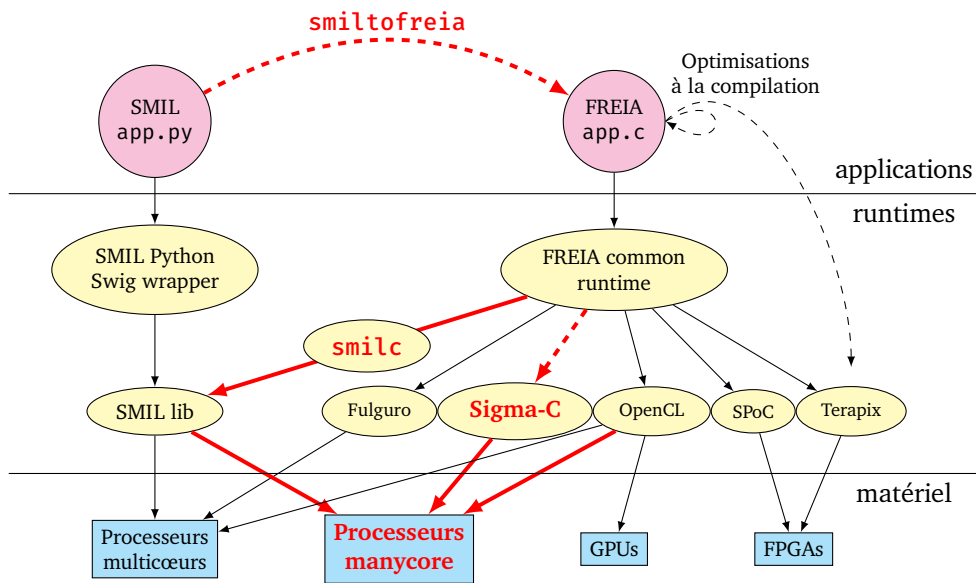 smiltofreia
Optimisations
à la compilation
SMIL
app.py
FREIA
app.c
applications
runtimes
SMIL Python
Swig wrapper
FREIA common
runtime
smilc
SMIL lib
Fulguro
Sigma-C
OpenCL
SPoC
Terapix
matériel
Processeurs
multicœurs
Processeurs
manycore
GPUs
FPGAs